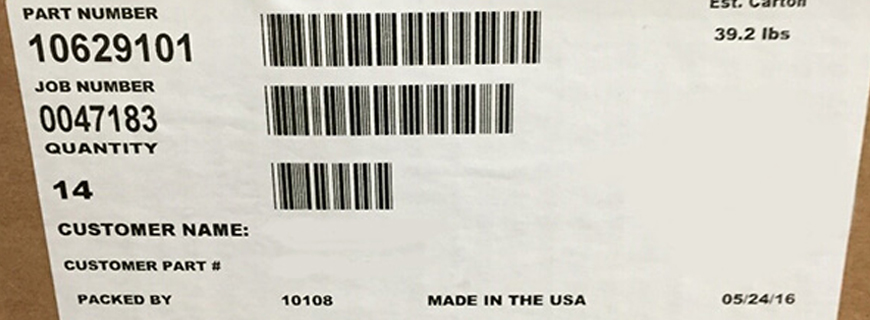 PART NUMBER
Est. Carton
10629101
39.2 lbs
JOB NUMBER
0047183
QUANTITY
14
CUSTOMER NAME:
CUSTOMER PART #
PACKED BY 10108 MADE IN THE USA 05/24/16